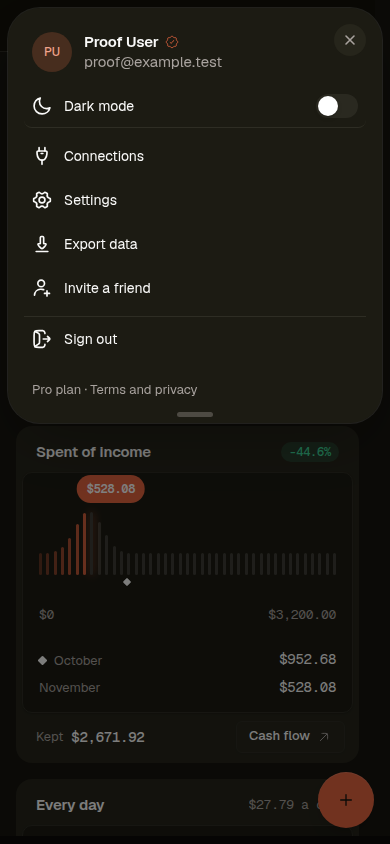 PU
Proof User
proof@example.test
Dark mode
Connections
Settings
Export data
Invite a friend
Sign out
Pro plan · Terms and privacy
Spent of income
-44.6%
$528.08
$0
$3,200.00
October
$952.68
November
$528.08
Kept $2,671.92
Cash flow
Every day
$27.79 a